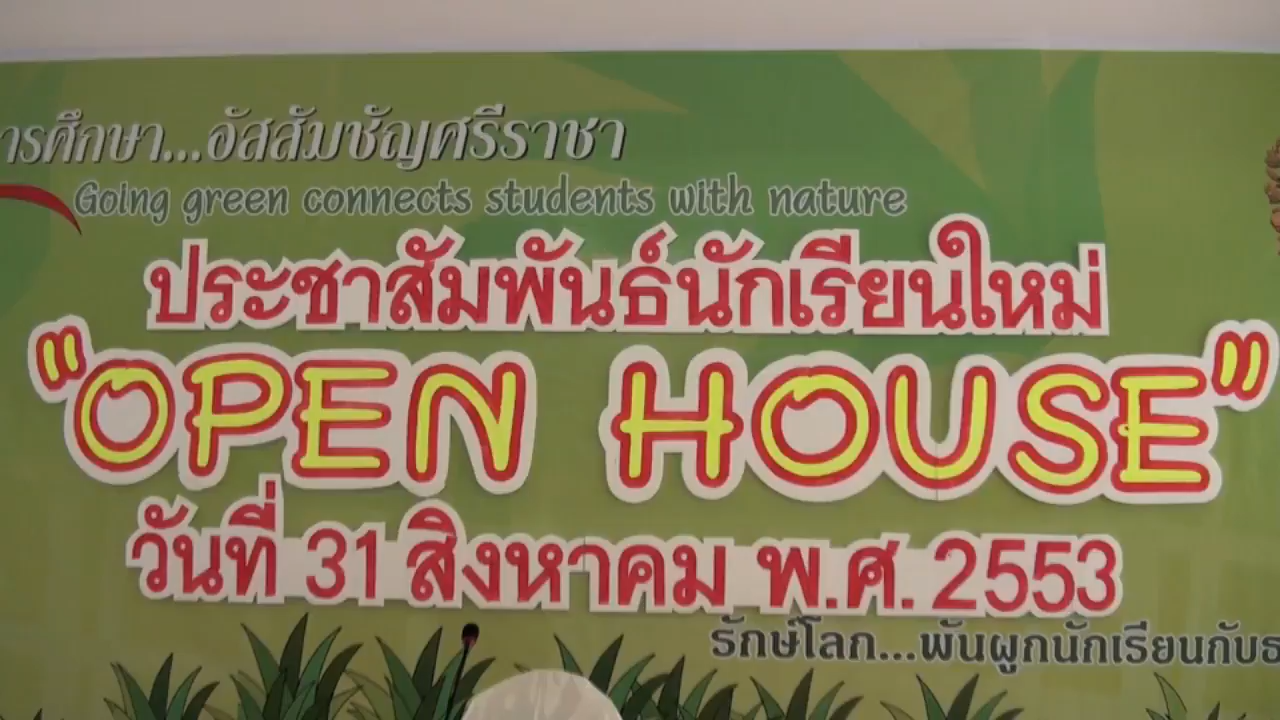 ารศึกษา...อัสสัมชัญศรีราชา
Going green connects students with nature
ประชาสัมพันธ์นักเรียนใหม่
"OPEN HOUSE"
วันที่ 31 สิงหาคม พ.ศ. 2553
รักษ์โลก...พันผูกนักเรียนกับธ